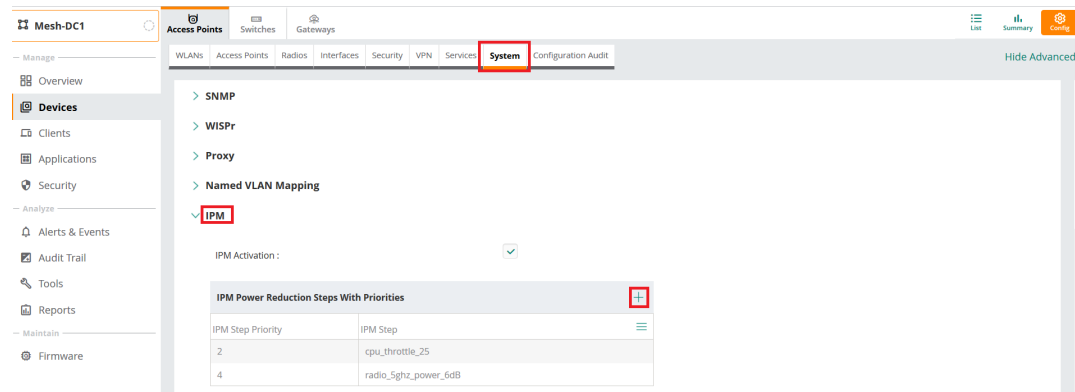 Mesh-DC1
Access Points
Switches
Gateways
List
Summary
Config
WLANs Access Points Radios Interfaces Security VPN Services System Configuration Audit
Hide Advanced
Manage
Overview
Devices
Clients
Applications
Security
Analyze
Alerts & Events
Audit Trail
Tools
Reports
Maintain
Firmware
SNMP
WISPr
Proxy
Named VLAN Mapping
IPM
IPM Activation :
IPM Power Reduction Steps With Priorities
IPM Step Priority IPM Step
2 cpu_throttle_25
4 radio_5ghz_power_6dB